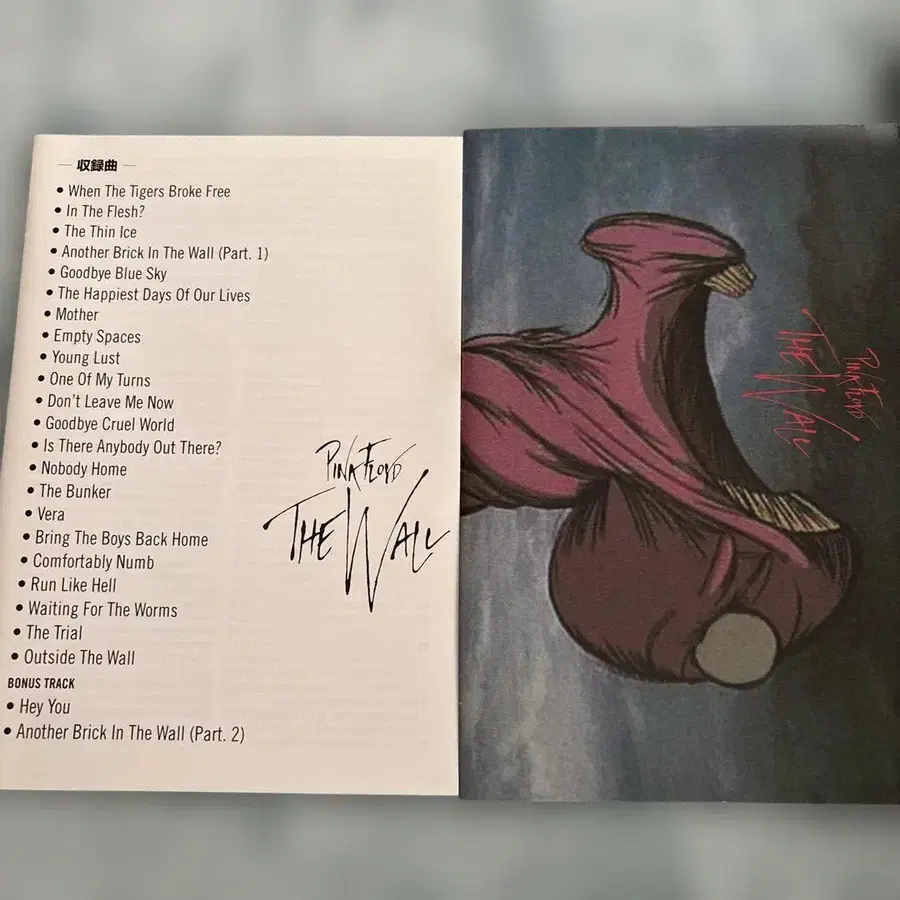 収録曲
• When The Tigers Broke Free
• In The Flesh?
• The Thin Ice
• Another Brick In The Wall (Part. 1)
• Goodbye Blue Sky
• The Happiest Days Of Our Lives
• Mother
• Empty Spaces
• Young Lust
• One Of My Turns
• Don't Leave Me Now
• Goodbye Cruel World
• Is There Anybody Out There?
• Nobody Home
• The Bunker
• Vera
• Bring The Boys Back Home
• Comfortably Numb
• Run Like Hell
• Waiting For The Worms
• The Trial
• Outside The Wall
BONUS TRACK
• Hey You
• Another Brick In The Wall (Part. 2)
PINK FLOYD
THE WALL
PINK FLOYD
THE WALL